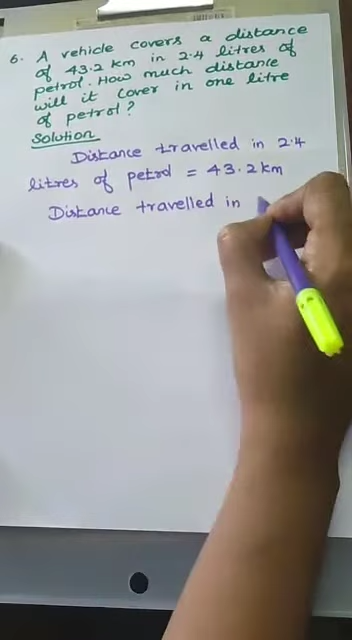 6. A vehicle covers a distance
of 43.2 km in 2.4 litres of
petrol. How much distance
will it cover in one litre
of petrol?
Solution
Distance travelled in 2.4
litres of petrol = 43.2 km
Distance travelled in